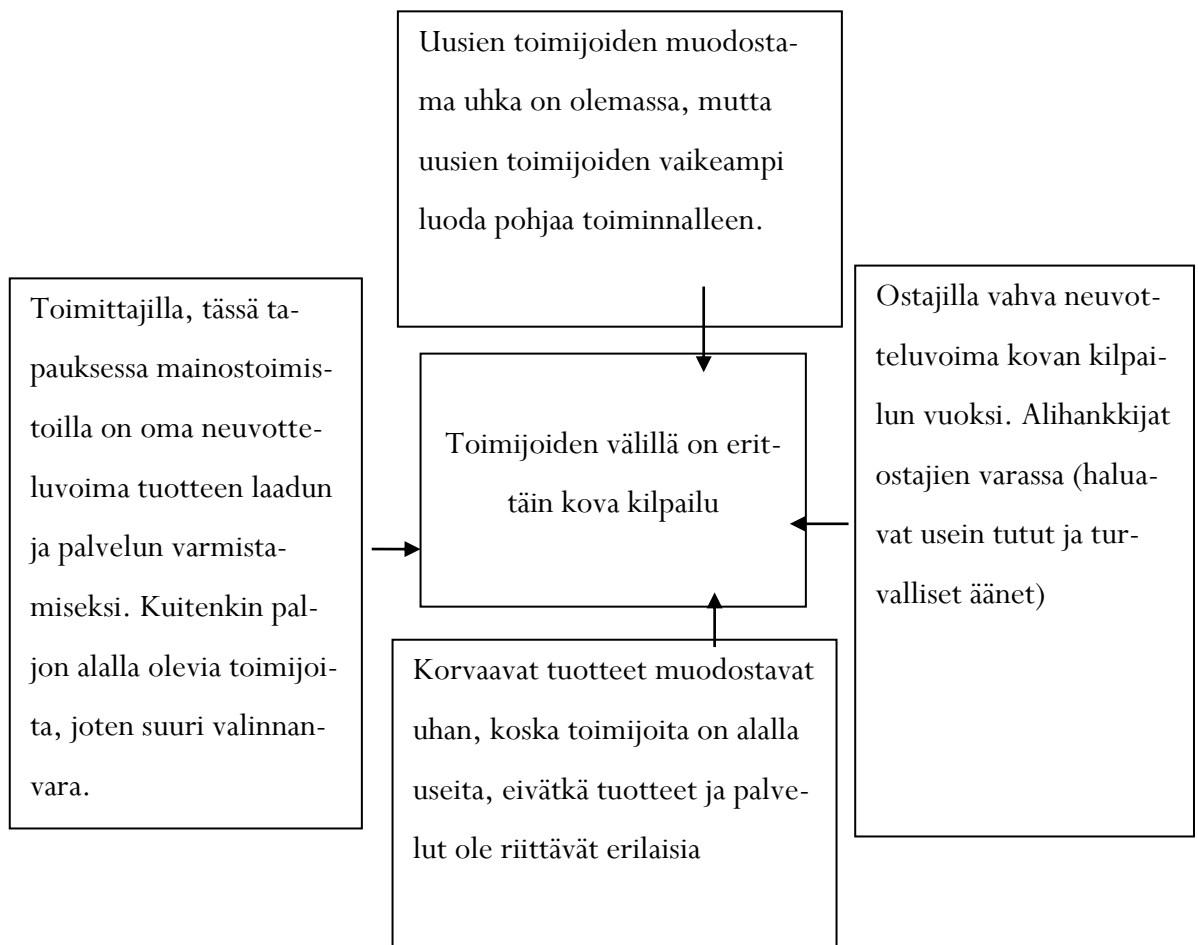 Uusien toimijoiden muodosta-
ma uhka on olemassa, mutta
uusien toimijoiden vaikeampi
luoda pohjaa toiminnalleen.
Toimittajilla, tässä ta-
pauksessa mainostoimis-
toilla on oma neuvotte-
luvoima tuotteen laadun
ja palvelun varmista-
miseksi. Kuitenkin pal-
jon alalla olevia toimijoi-
ta, joten suuri valinnan-
vara.
Toimijoiden välillä on erit-
täin kova kilpailu
Ostajilla vahva neuvot-
teluvoima kovan kilpai-
lun vuoksi. Alihankkijat
ostajien varassa (halua-
vat usein tutut ja tur-
valliset äänet)
Korvaavat tuotteet muodostavat
uhan, koska toimijoita on alalla
useita, eivätkä tuotteet ja palve-
lut ole riittävät erilaisia